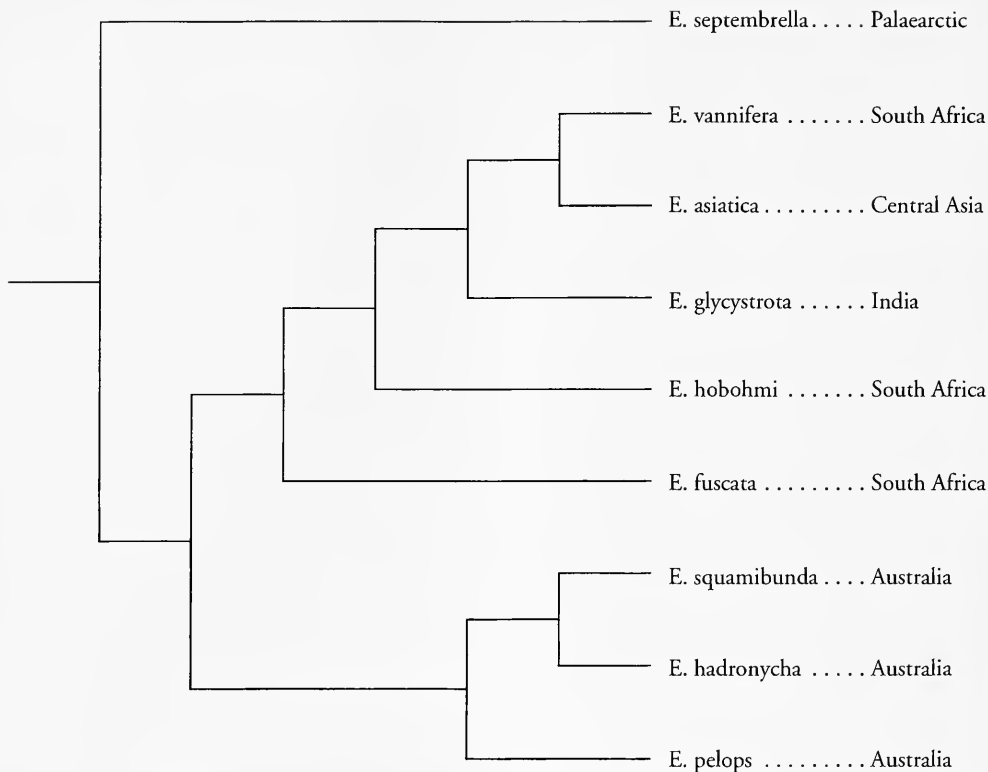 E. septembrella..... Palaearctic
E. vannifera ....... South Africa
E. asiatica ......... Central Asia
E. glycystrota ...... India
E. hobohmi ....... South Africa
E. fuscata ......... South Africa
E. squamibunda .... Australia
E. hadronycha ..... Australia
E. pelops ......... Australia